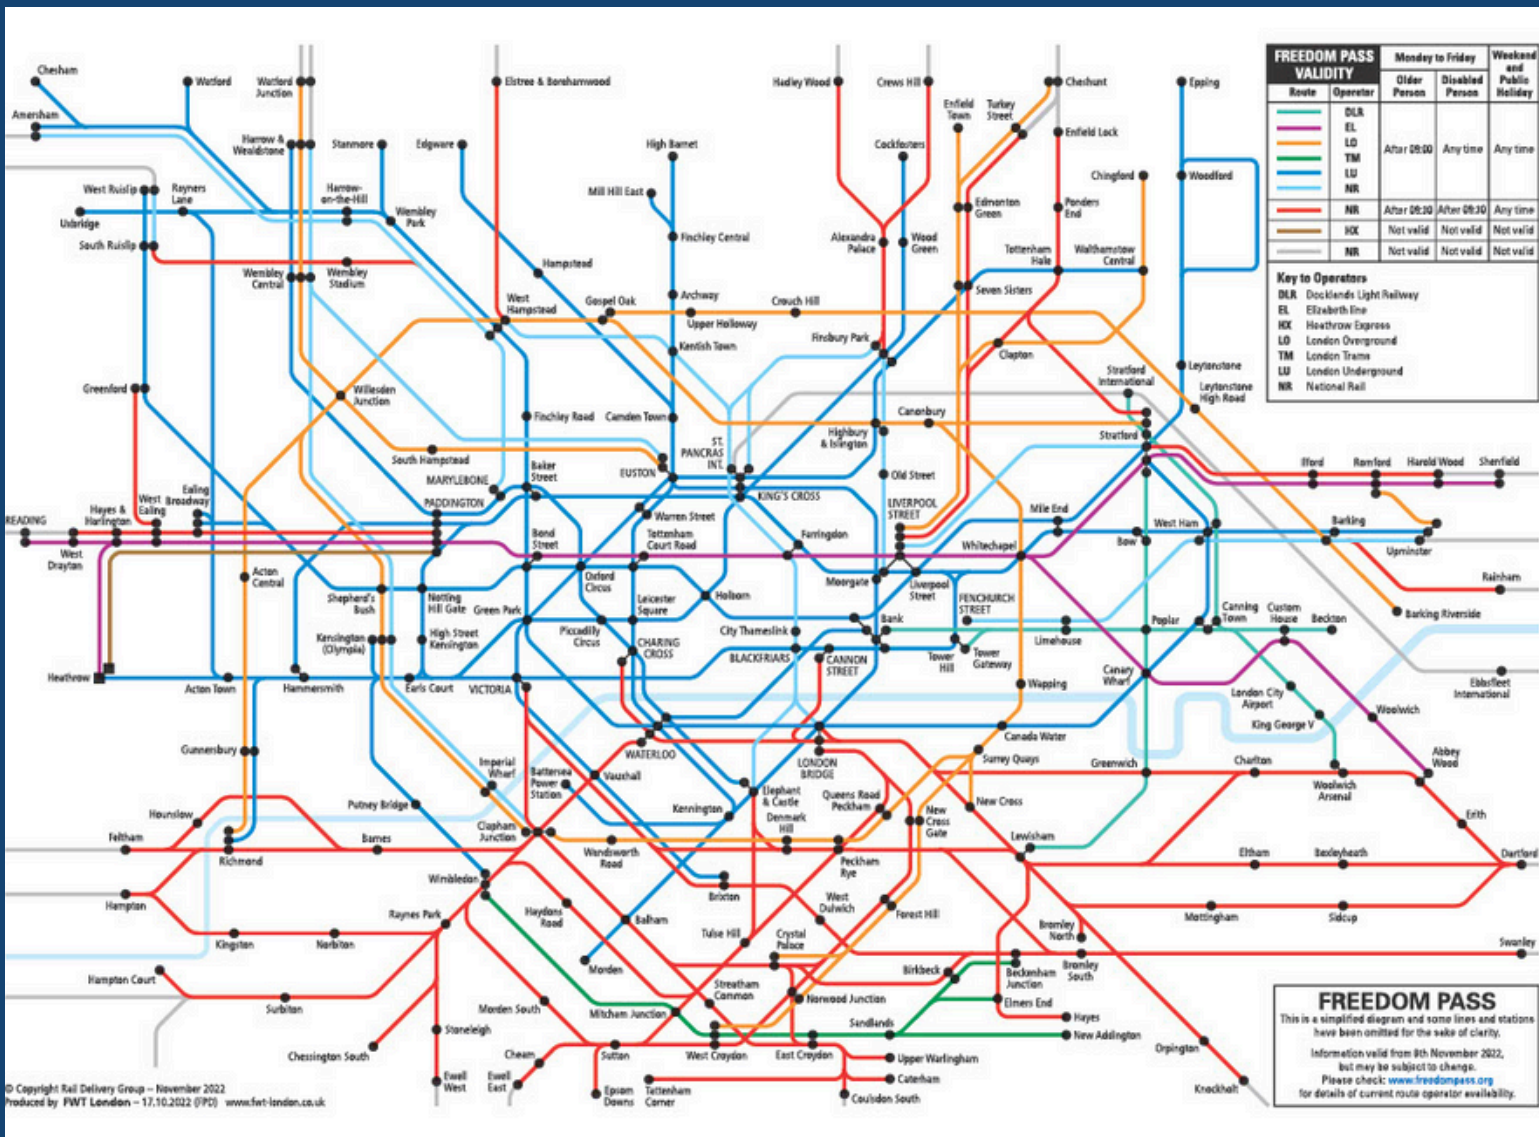 Chesham
Watford
Watford
Junction
Elstree & Borehamwood
Hadley Wood
Crews Hill
Cheshunt
Epping
Amersham
Enfield
Town
Turkey
Street
Harrow &
Wealdstone
Stanmore
Edgware
High Barnet
Cockfosters
Enfield Lock
West Ruislip
Rayners
Lane
Harrow-
on-the-Hill
Mill Hill East
Chingford
Woodford
Uxbridge
Wembley
Park
Edmonton
Green
Ponders
End
South Ruislip
Finchley Central
Alexandra
Palace
Wood
Green
Tottenham
Hale
Walthamstow
Central
Wembley
Central
Wembley
Stadium
Hampstead
Seven Sisters
West
Hampstead
Gospel Oak
Archway
Crouch Hill
Upper Holloway
Finsbury Park
Kentish Town
Clapton
Leytonstone
Greenford
Willesden
Junction
Stratford
International
Leytonstone
High Road
Finchley Road
Camden Town
Canonbury
Highbury
& Islington
Stratford
South Hampstead
ST.
PANCRAS
INT.
EUSTON
Baker
Street
MARYLEBONE
Old Street
Ilford
Romford
Harold Wood
Shenfield
PADDINGTON
KING'S CROSS
LIVERPOOL
STREET
READING
Hayes &
Harlington
West
Ealing
Ealing
Broadway
Warren Street
Mile End
West Ham
Barking
Bond
Street
Tottenham
Court Road
Farringdon
Whitechapel
Bow
Upminster
West
Drayton
Acton
Central
Shepherd's
Bush
Notting
Hill Gate
Oxford
Circus
Holborn
Moorgate
Liverpool
Street
FENCHURCH
STREET
Rainham
Green Park
Leicester
Square
Barking Riverside
Kensington
(Olympia)
High Street
Kensington
Piccadilly
Circus
CHARING
CROSS
City Thameslink
BLACKFRIARS
Bank
CANNON
STREET
Tower
Hill
Tower
Gateway
Limehouse
Poplar
Canning
Town
Custom
House
Beckton
Heathrow
Acton Town
Hammersmith
Earls Court
VICTORIA
Wapping
Canary
Wharf
London City
Airport
Ebbsfleet
International
King George V
Woolwich
Gunnersbury
WATERLOO
LONDON
BRIDGE
Canada Water
Surrey Quays
Greenwich
Charlton
Woolwich
Arsenal
Abbey
Wood
Imperial
Wharf
Battersea
Power
Station
Vauxhall
Kennington
Elephant
& Castle
Queens Road
Peckham
New Cross
New
Cross
Gate
Hounslow
Putney Bridge
Denmark
Hill
Erith
Feltham
Richmond
Barnes
Clapham
Junction
Wandsworth
Road
Peckham
Rye
Lewisham
Eltham
Bexleyheath
Dartford
Wimbledon
Brixton
West
Dulwich
Hampton
Raynes Park
Haydons
Road
Balham
Forest Hill
Mottingham
Sidcup
Kingston
Norbiton
Tulse Hill
Crystal
Palace
Bromley
North
Swanley
Hampton Court
Morden
Birkbeck
Beckenham
Junction
Bromley
South
Surbiton
Morden South
Streatham
Common
Mitcham Junction
Norwood Junction
Elmers End
Hayes
Stoneleigh
Sandlands
New Addington
Chessington South
Cheam
Sutton
West Croydon
East Croydon
Upper Warlingham
Orpington
Ewell
West
Ewell
East
Epsom
Downs
Tattenham
Corner
Caterham
Coulsdon South
Knockholt
FREEDOM PASS
VALIDITY
Monday to Friday
Weekend
and
Public
Holiday
Route Operator
Older
Person
Disabled
Person
DLR
EL
LO
TM
LU
NR
After 09:00 Any time Any time
NR After 09:30 After 09:30 Any time
HX Not valid Not valid Not valid
NR Not valid Not valid Not valid
Key to Operators
DLR Docklands Light Railway
EL Elizabeth line
HX Heathrow Express
LO London Overground
TM London Trams
LU London Underground
NR National Rail
FREEDOM PASS
This is a simplified diagram and some lines and stations
have been omitted for the sake of clarity.
Information valid from 8th November 2022,
but may be subject to change.
Please check: www.freedompass.org
for details of current route operator availability.
© Copyright Rail Delivery Group – November 2022
Produced by FWT London – 17.10.2022 (FPD) www.fwt-london.co.uk